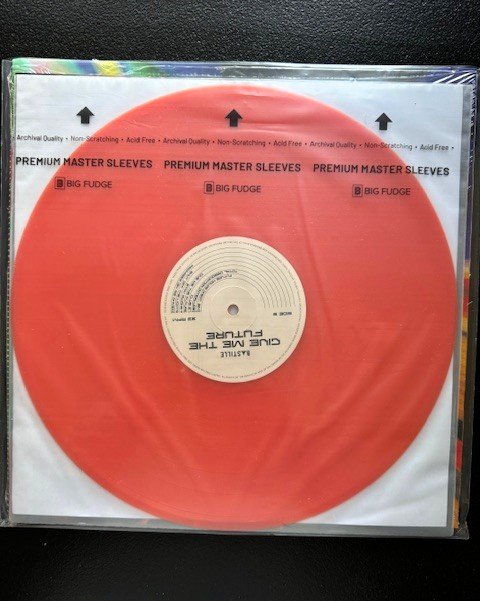 Archival Quality • Non-Scratching • Acid Free • Archival Quality • Non-Scratching • Acid Free • Archival Quality • Non-Scratching • Acid Free •
PREMIUM MASTER SLEEVES PREMIUM MASTER SLEEVES PREMIUM MASTER SLEEVES
B BIG FUDGE B BIG FUDGE B BIG FUDGE
BASTILLE
GIVE ME THE
FUTURE
SIDE B
33 RPM